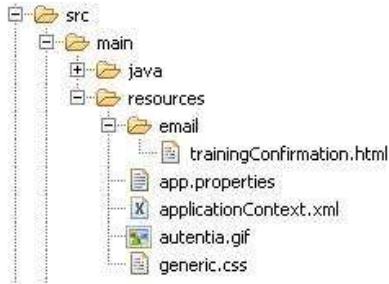 src
main
java
resources
email
trainingConfirmation.html
app.properties
applicationContext.xml
autentia.gif
generic.css